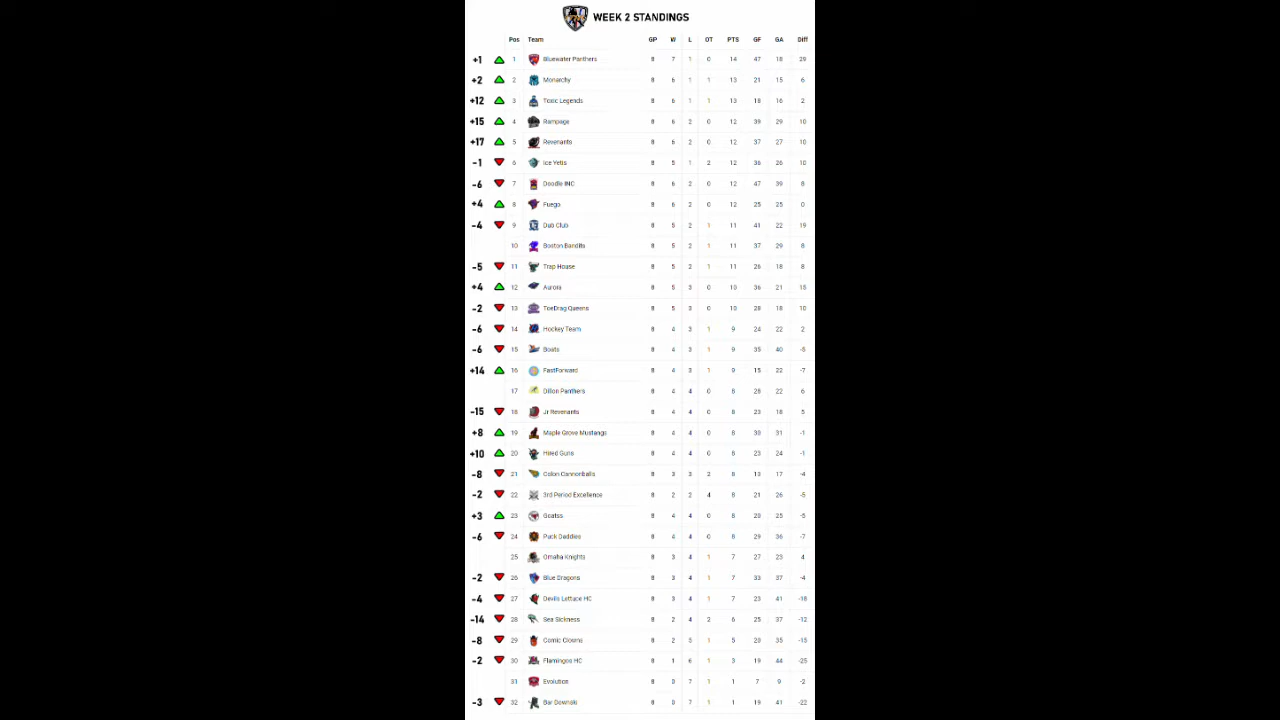 WEEK 2 STANDINGS
Pos Team GP W L OT PTS GF GA Diff
+1 1 Bluewater Panthers 8 7 1 0 14 47 18 29
+2 2 Monarchy 8 6 1 1 13 21 15 6
+12 3 Toxic Legends 8 6 1 1 13 18 16 2
+15 4 Rampage 8 6 2 0 12 39 29 10
+17 5 Revenants 8 6 2 0 12 37 27 10
-1 6 Ice Yetis 8 5 1 2 12 36 26 10
-6 7 Doodle INC 8 6 2 0 12 47 39 8
+4 8 Fuego 8 6 2 0 12 25 25 0
-4 9 Dub Club 8 5 2 1 11 41 22 19
10 Boston Bandits 8 5 2 1 11 37 29 8
-5 11 Trap House 8 5 2 1 11 26 18 8
+4 12 Aurora 8 5 3 0 10 36 21 15
-2 13 ToeDrag Queens 8 5 3 0 10 28 18 10
-6 14 Hockey Team 8 4 3 1 9 24 22 2
-6 15 Boats 8 4 3 1 9 35 40 -5
+14 16 FastForward 8 4 3 1 9 15 22 -7
17 Dillon Panthers 8 4 4 0 8 28 22 6
-15 18 Jr Revenants 8 4 4 0 8 23 18 5
+8 19 Maple Grove Mustangs 8 4 4 0 8 30 31 -1
+10 20 Hired Guns 8 4 4 0 8 23 24 -1
-8 21 Colon Cannonballs 8 3 3 2 8 13 17 -4
-2 22 3rd Period Excellence 8 2 2 4 8 21 26 -5
+3 23 Goatss 8 4 4 0 8 20 25 -5
-6 24 Puck Daddies 8 4 4 0 8 29 36 -7
25 Omaha Knights 8 3 4 1 7 27 23 4
-2 26 Blue Dragons 8 3 4 1 7 33 37 -4
-4 27 Devils Lettuce HC 8 3 4 1 7 23 41 -18
-14 28 Sea Sickness 8 2 4 2 6 25 37 -12
-8 29 Comic Clowns 8 2 5 1 5 20 35 -15
-2 30 Flamingos HC 8 1 6 1 3 19 44 -25
31 Evolution 8 0 7 1 1 7 9 -2
-3 32 Bar Downski 8 0 7 1 1 19 41 -22